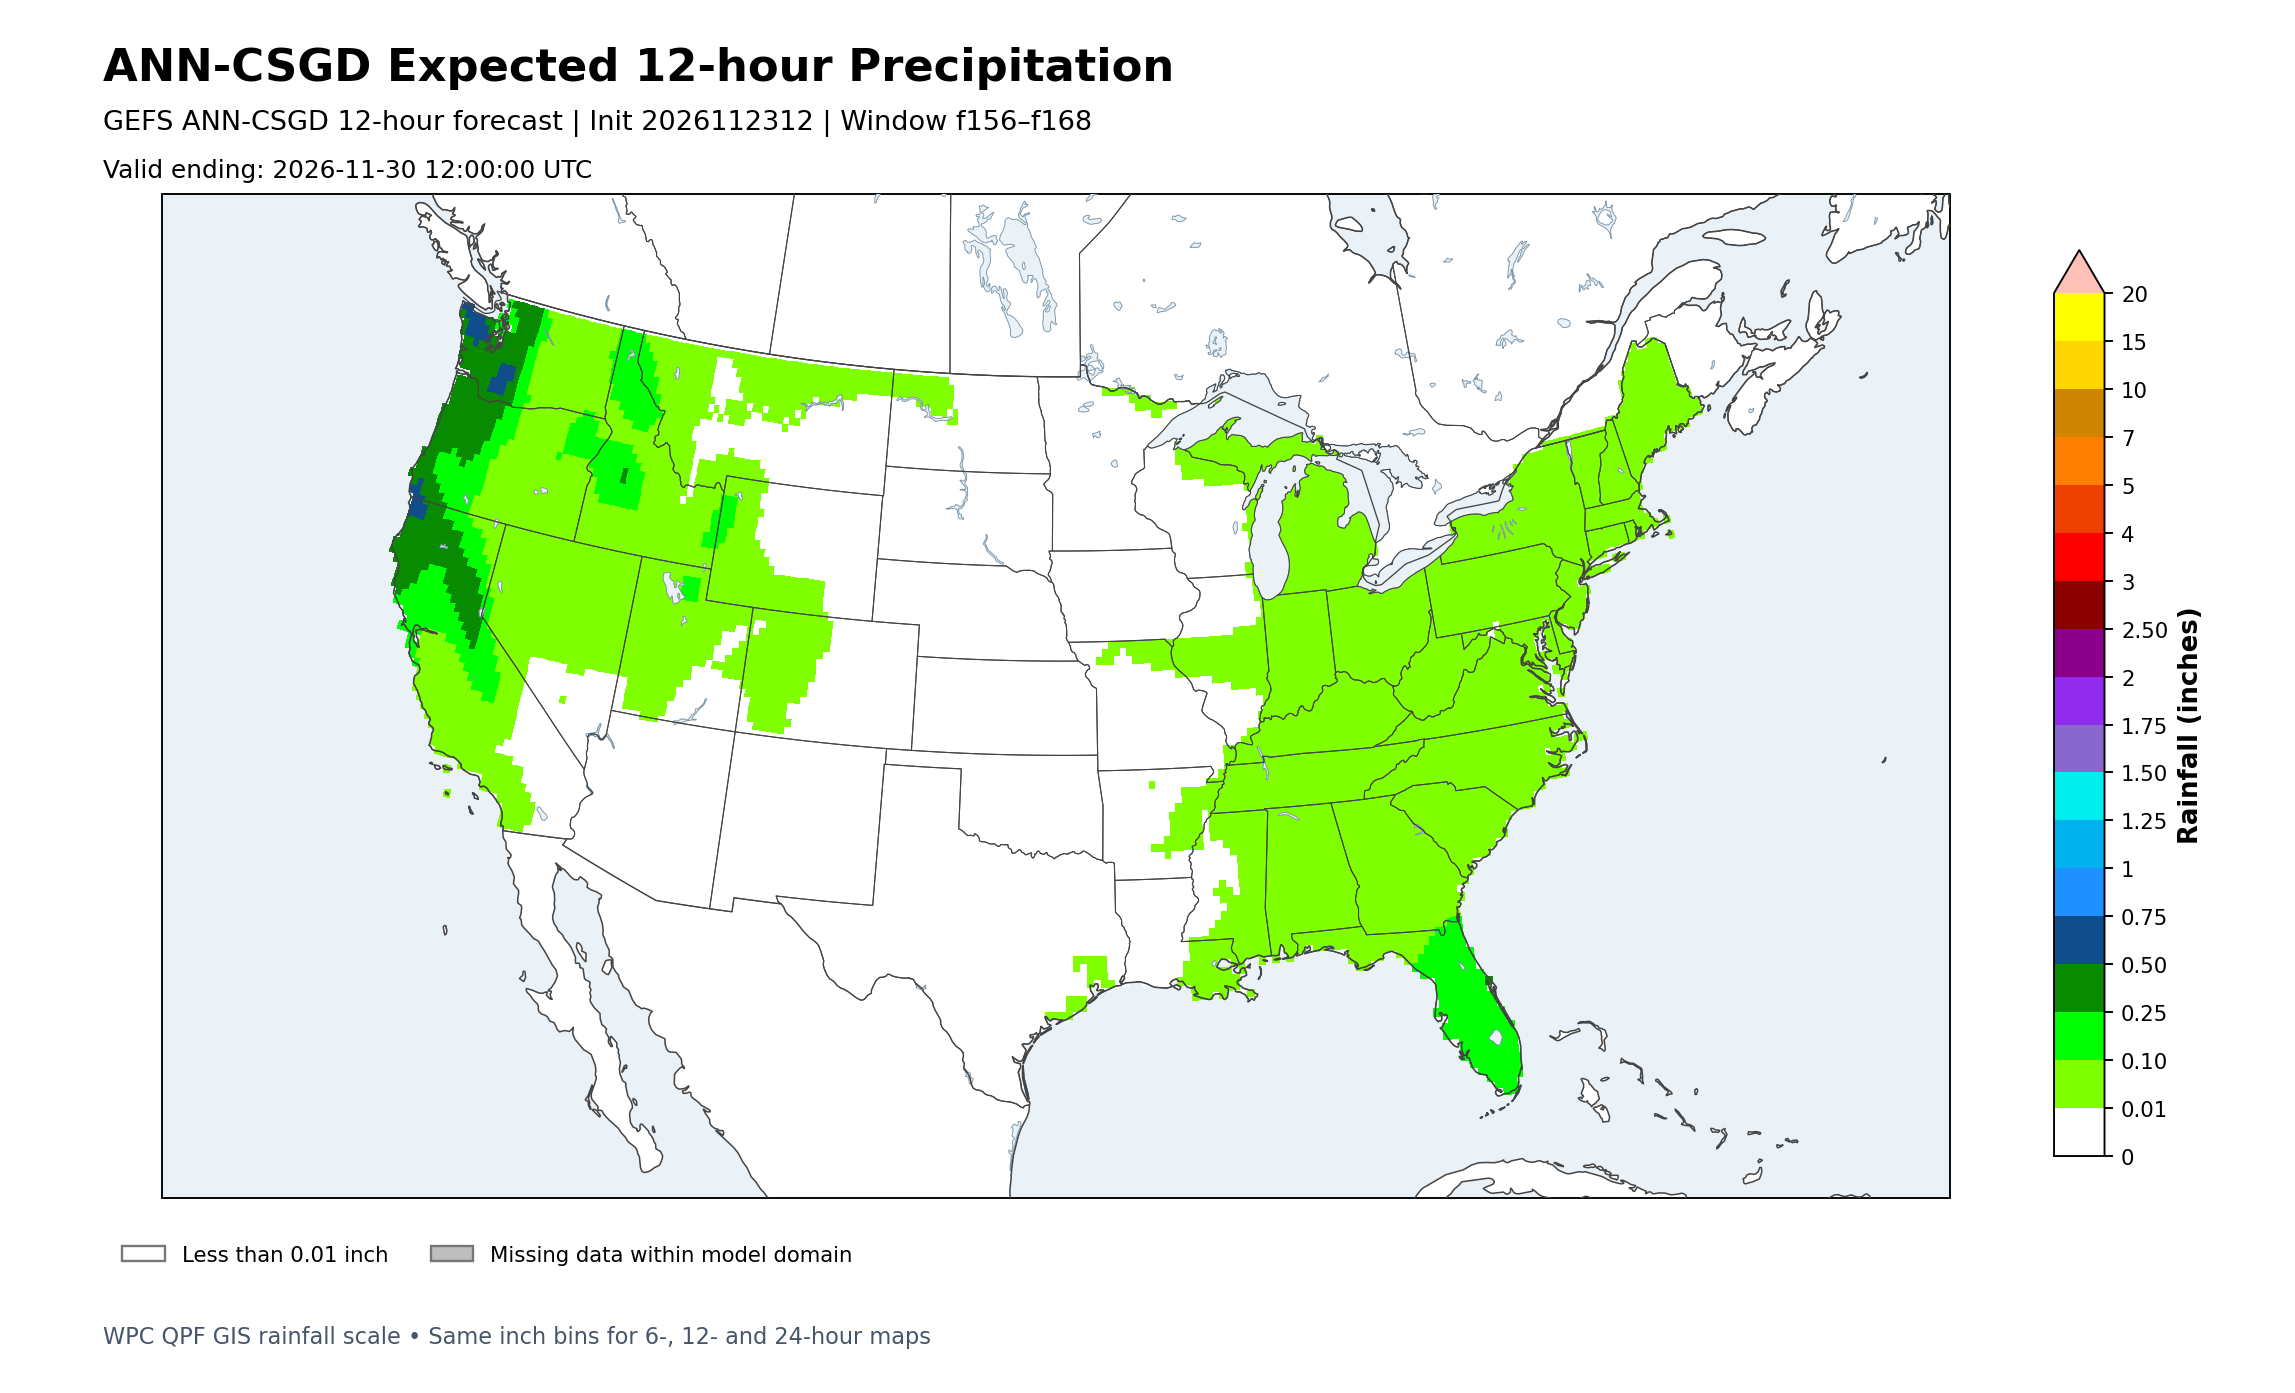 ANN-CSGD Expected 12-hour Precipitation
GEFS ANN-CSGD 12-hour forecast | Init 2026112312 | Window f156–f168
Valid ending: 2026-11-30 12:00:00 UTC
20
15
10
7
5
4
3
2.50
2
1.75
1.50
1.25
1
0.75
0.50
0.25
0.10
0.01
0
Rainfall (inches)
Less than 0.01 inch
Missing data within model domain
WPC QPF GIS rainfall scale • Same inch bins for 6-, 12- and 24-hour maps